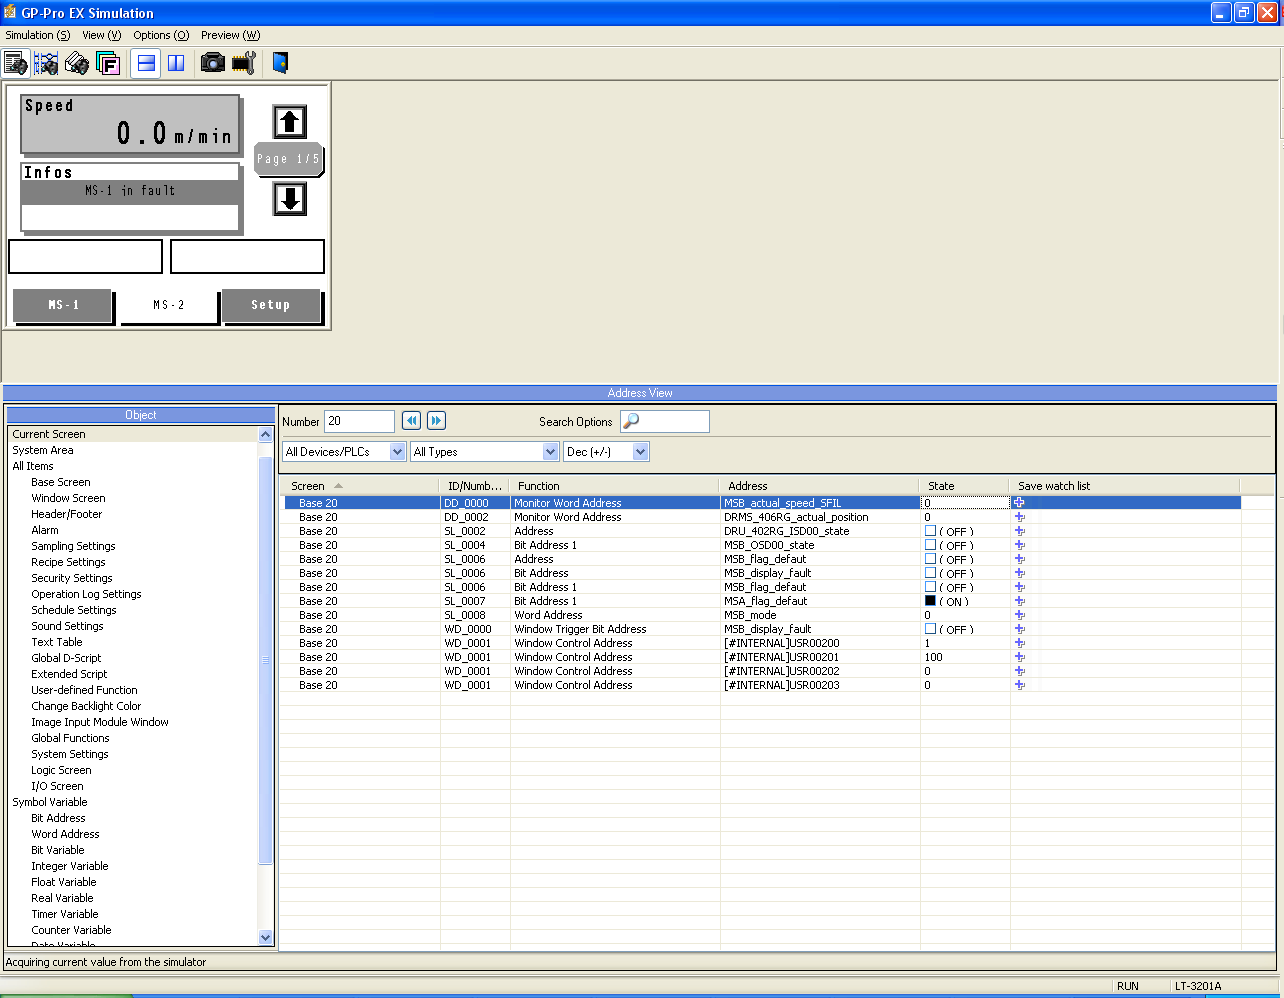 GP-Pro EX Simulation
Simulation (S) View (V) Options (O) Preview (W)
F
Speed
0.0 m/min
Page 1/5
Infos
MS-1 in fault
MS-1 MS-2 Setup
Address View
Object
Number 20 Search Options
All Devices/PLCs All Types Dec (+/-)
Current Screen
System Area
All Items
Base Screen
Window Screen
Header/Footer
Alarm
Sampling Settings
Recipe Settings
Security Settings
Operation Log Settings
Schedule Settings
Sound Settings
Text Table
Global D-Script
Extended Script
User-defined Function
Change Backlight Color
Image Input Module Window
Global Functions
System Settings
Logic Screen
I/O Screen
Symbol Variable
Bit Address
Word Address
Bit Variable
Integer Variable
Float Variable
Real Variable
Timer Variable
Counter Variable
Date Variable
Screen ID/Numb... Function Address State Save watch list
Base 20 DD_0000 Monitor Word Address MSB_actual_speed_SFIL 0
Base 20 DD_0002 Monitor Word Address DRMS_406RG_actual_position 0
Base 20 SL_0002 Address DRU_402RG_ISD00_state ( OFF )
Base 20 SL_0004 Bit Address 1 MSB_OSD00_state ( OFF )
Base 20 SL_0006 Address MSB_flag_defaut ( OFF )
Base 20 SL_0006 Bit Address MSB_display_fault ( OFF )
Base 20 SL_0006 Bit Address 1 MSB_flag_defaut ( OFF )
Base 20 SL_0007 Bit Address 1 MSA_flag_defaut ( ON )
Base 20 SL_0008 Word Address MSB_mode 0
Base 20 WD_0000 Window Trigger Bit Address MSB_display_fault ( OFF )
Base 20 WD_0001 Window Control Address [#INTERNAL]USR00200 1
Base 20 WD_0001 Window Control Address [#INTERNAL]USR00201 100
Base 20 WD_0001 Window Control Address [#INTERNAL]USR00202 0
Base 20 WD_0001 Window Control Address [#INTERNAL]USR00203 0
Acquiring current value from the simulator
RUN LT-3201A